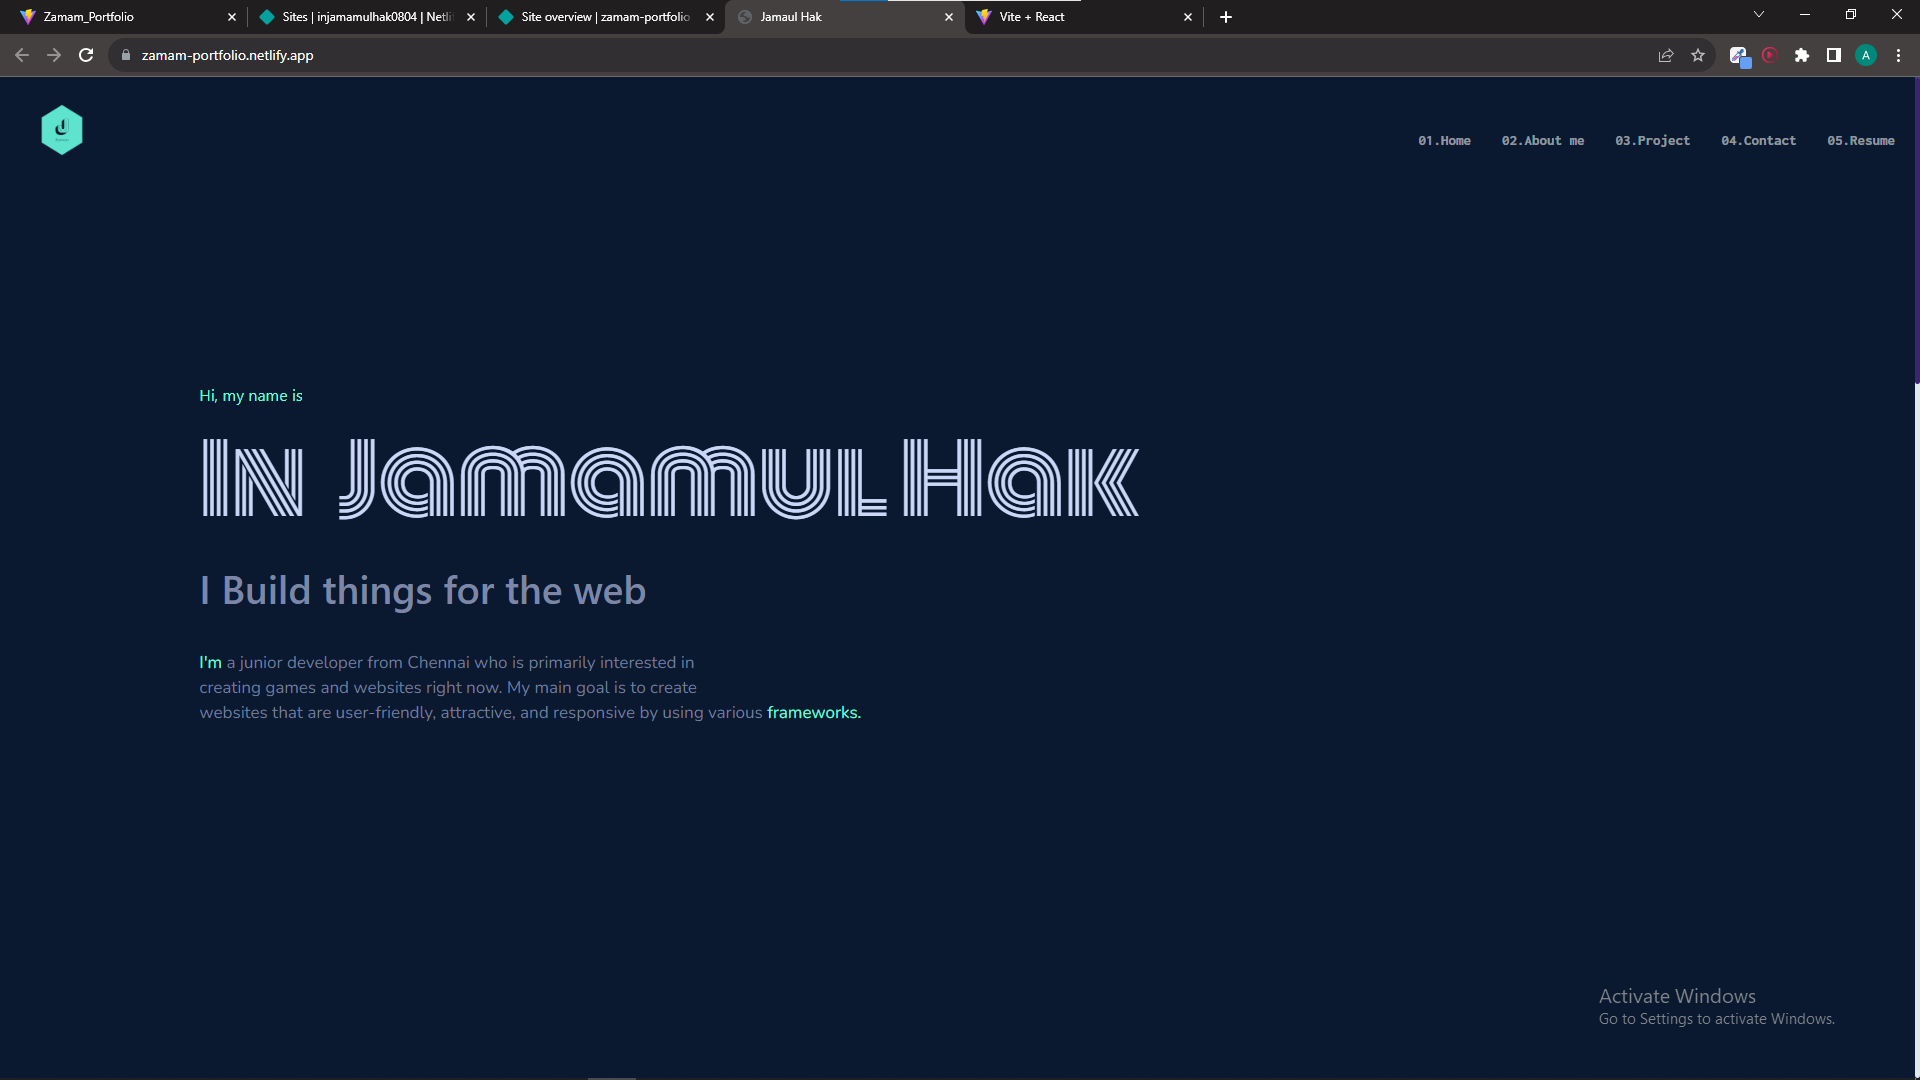 Zamam_Portfolio
Sites | injamamulhak0804 | Netli
Site overview | zamam-portfolio
Jamaul Hak
Vite + React
zamam-portfolio.netlify.app
A
01.Home 02.About me 03.Project 04.Contact 05.Resume
Hi, my name is
In Jamamul Hak
I Build things for the web
I'm a junior developer from Chennai who is primarily interested in
creating games and websites right now. My main goal is to create
websites that are user-friendly, attractive, and responsive by using various frameworks.
Activate Windows
Go to Settings to activate Windows.